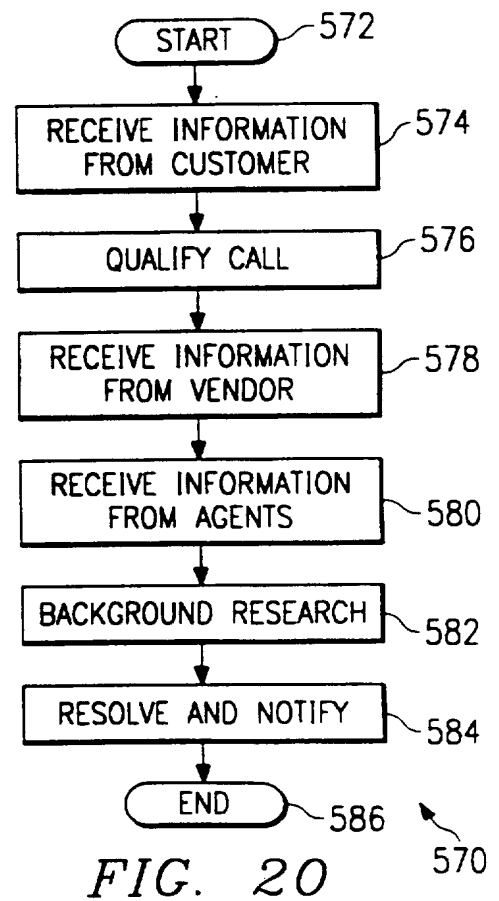 START
572
RECEIVE INFORMATION
FROM CUSTOMER
574
QUALIFY CALL
576
RECEIVE INFORMATION
FROM VENDOR
578
RECEIVE INFORMATION
FROM AGENTS
580
BACKGROUND RESEARCH
582
RESOLVE AND NOTIFY
584
END
586
570
FIG. 20